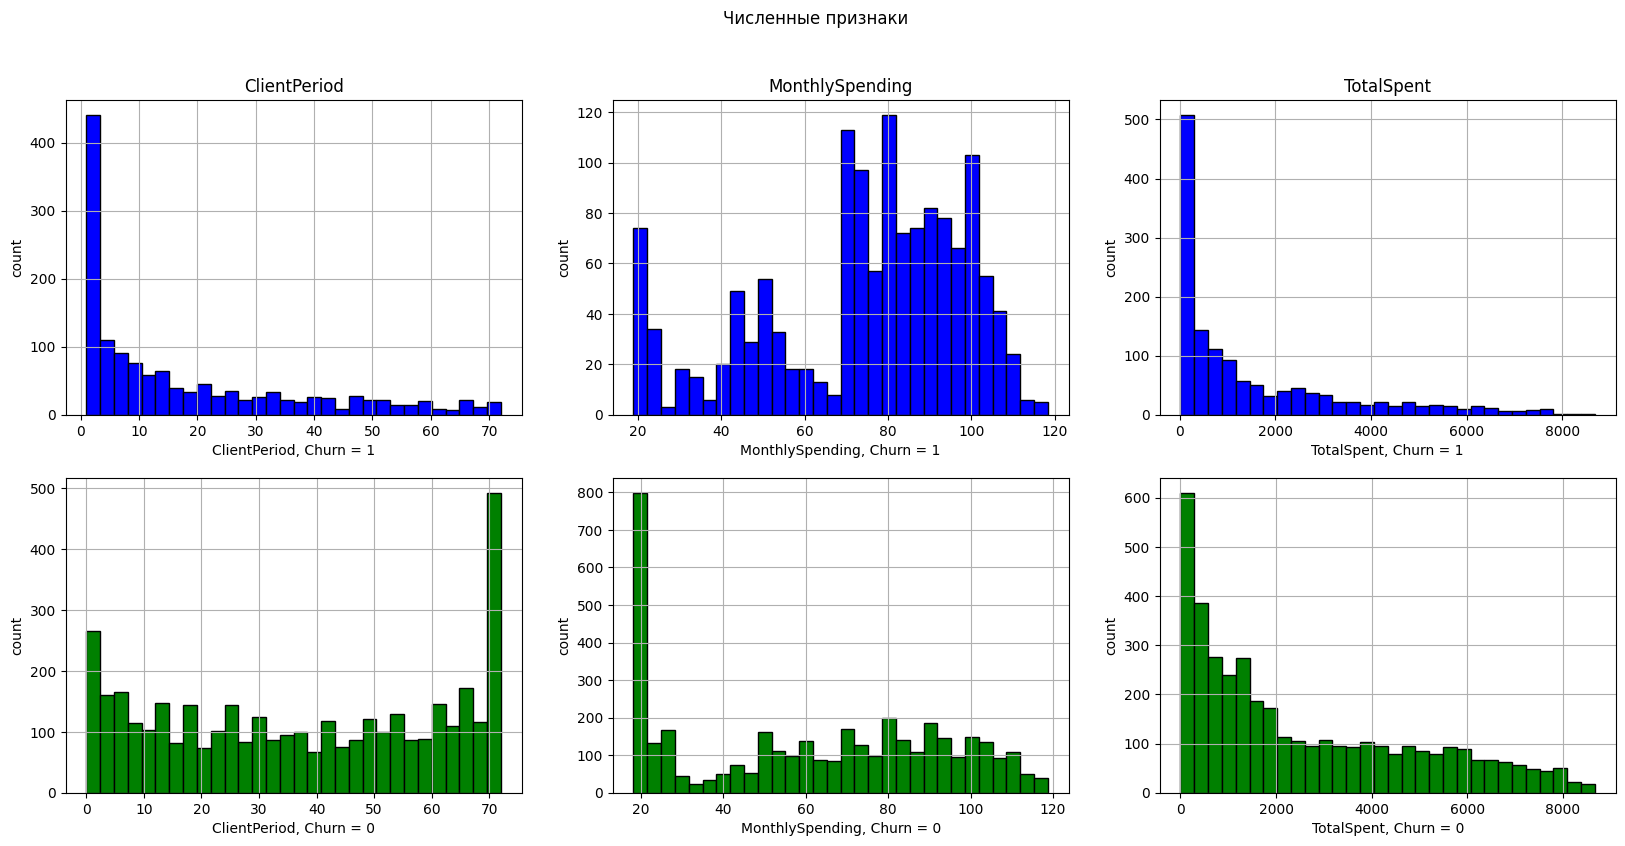 Численные признаки
ClientPeriod
MonthlySpending
TotalSpent
count
400
300
200
100
0
0 10 20 30 40 50 60 70
ClientPeriod, Churn = 1
count
120
100
80
60
40
20
0
20 40 60 80 100 120
MonthlySpending, Churn = 1
count
500
400
300
200
100
0
0 2000 4000 6000 8000
TotalSpent, Churn = 1
count
500
400
300
200
100
0
0 10 20 30 40 50 60 70
ClientPeriod, Churn = 0
count
800
700
600
500
400
300
200
100
0
20 40 60 80 100 120
MonthlySpending, Churn = 0
count
600
500
400
300
200
100
0
0 2000 4000 6000 8000
TotalSpent, Churn = 0